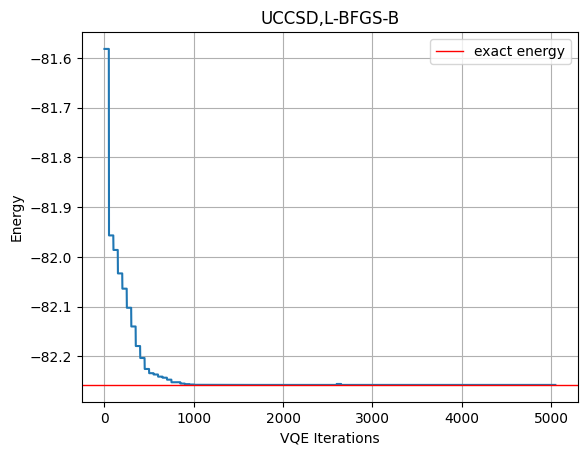 UCCSD,L-BFGS-B
exact energy
−81.6
−81.7
−81.8
−81.9
−82.0
−82.1
−82.2
Energy
0 1000 2000 3000 4000 5000
VQE Iterations